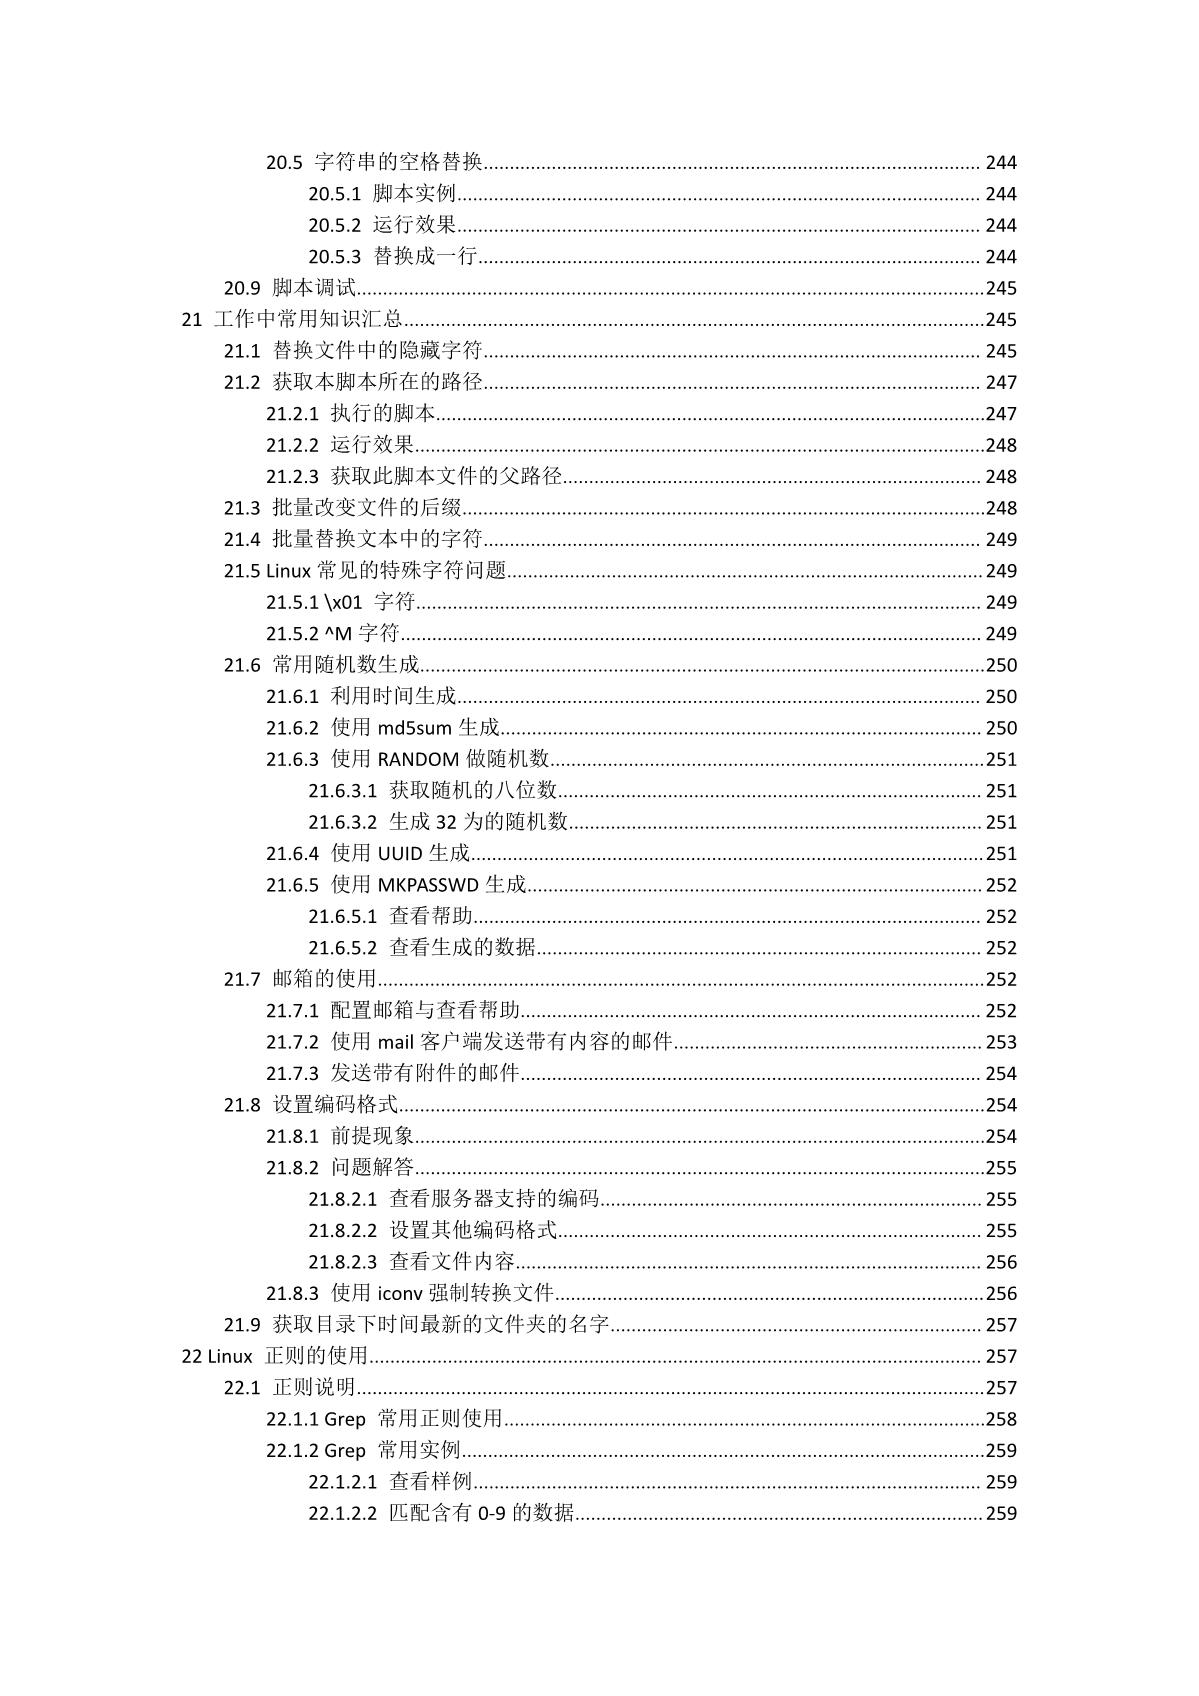 20.5 字符串的空格替换........ 244
20.5.1 脚本实例........ 244
20.5.2 运行效果........ 244
20.5.3 替换成一行........ 244
20.9 脚本调试........245
21 工作中常用知识汇总........245
21.1 替换文件中的隐藏字符........ 245
21.2 获取本脚本所在的路径........ 247
21.2.1 执行的脚本........247
21.2.2 运行效果........248
21.2.3 获取此脚本文件的父路径........ 248
21.3 批量改变文件的后缀........248
21.4 批量替换文本中的字符........ 249
21.5 Linux 常见的特殊字符问题........ 249
21.5.1 \x01 字符........ 249
21.5.2 ^M 字符........ 249
21.6 常用随机数生成........250
21.6.1 利用时间生成........ 250
21.6.2 使用 md5sum 生成........ 250
21.6.3 使用 RANDOM 做随机数........251
21.6.3.1 获取随机的八位数........ 251
21.6.3.2 生成 32 为的随机数........ 251
21.6.4 使用 UUID 生成........251
21.6.5 使用 MKPASSWD 生成........ 252
21.6.5.1 查看帮助........ 252
21.6.5.2 查看生成的数据........ 252
21.7 邮箱的使用........252
21.7.1 配置邮箱与查看帮助........ 252
21.7.2 使用 mail 客户端发送带有内容的邮件........ 253
21.7.3 发送带有附件的邮件........ 254
21.8 设置编码格式........254
21.8.1 前提现象........254
21.8.2 问题解答........255
21.8.2.1 查看服务器支持的编码........ 255
21.8.2.2 设置其他编码格式........ 255
21.8.2.3 查看文件内容........ 256
21.8.3 使用 iconv 强制转换文件........256
21.9 获取目录下时间最新的文件夹的名字........ 257
22 Linux 正则的使用........ 257
22.1 正则说明........257
22.1.1 Grep 常用正则使用........258
22.1.2 Grep 常用实例........259
22.1.2.1 查看样例........ 259
22.1.2.2 匹配含有 0-9 的数据........ 259